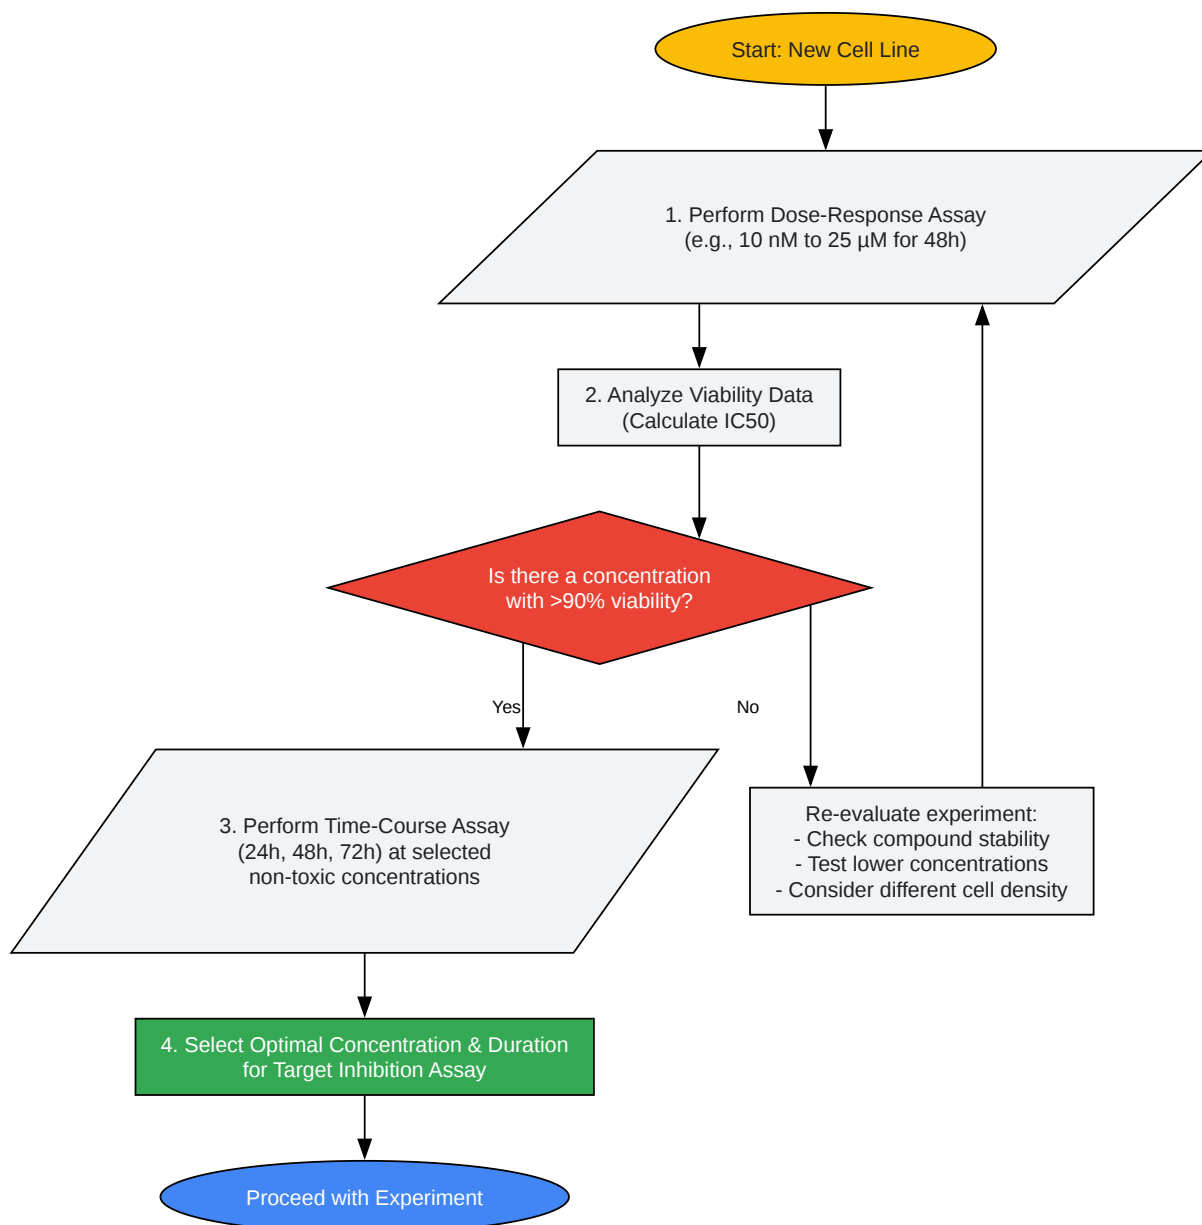 Start: New Cell Line
1. Perform Dose-Response Assay
(e.g., 10 nM to 25 µM for 48h)
2. Analyze Viability Data
(Calculate IC50)
Is there a concentration
with >90% viability?
Yes
No
3. Perform Time-Course Assay
(24h, 48h, 72h) at selected
non-toxic concentrations
Re-evaluate experiment:
- Check compound stability
- Test lower concentrations
- Consider different cell density
4. Select Optimal Concentration & Duration
for Target Inhibition Assay
Proceed with Experiment